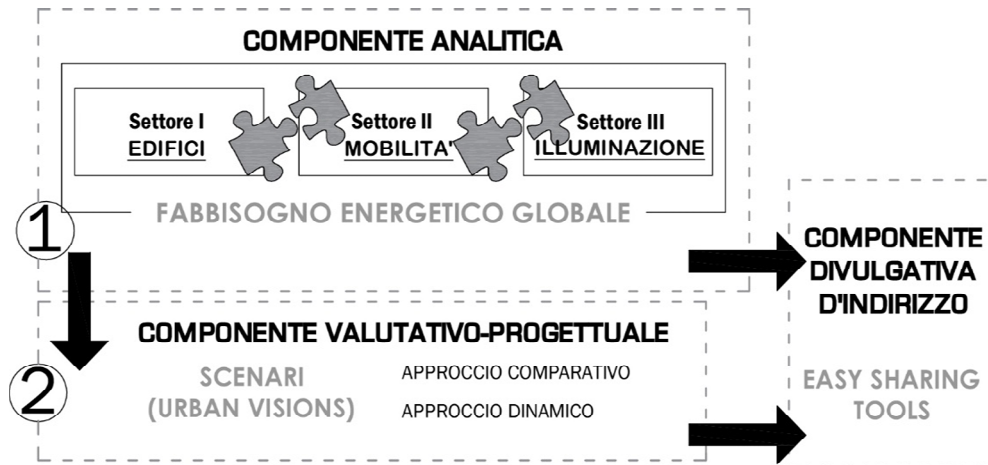 COMPONENTE ANALITICA
Settore I
EDIFICI
Settore II
MOBILITA'
Settore III
ILLUMINAZIONE
FABBISOGNO ENERGETICO GLOBALE
1
COMPONENTE VALUTATIVO-PROGETTUALE
SCENARI
(URBAN VISIONS)
APPROCCIO COMPARATIVO
APPROCCIO DINAMICO
2
COMPONENTE
DIVULGATIVA
D'INDIRIZZO
EASY SHARING
TOOLS